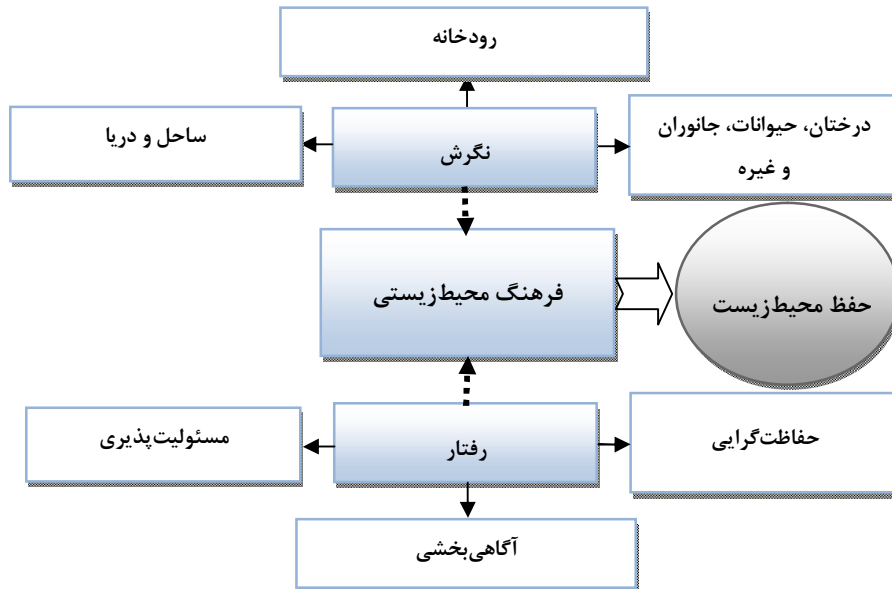 رودخانه
درختان، حیوانات، جانوران
و غیره
نگرش
ساحل و دریا
حفظ محیط‌زیست
فرهنگ محیط‌زیستی
حفاظت‌گرایی
رفتار
مسئولیت‌پذیری
آگاهی‌بخشی